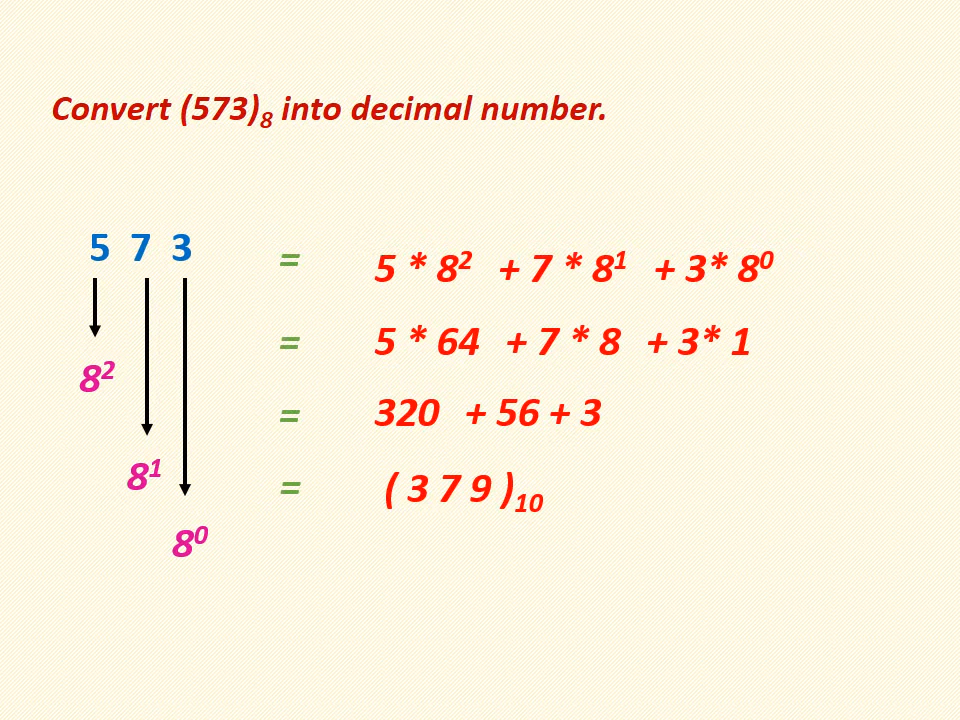 Convert (573)₈ into decimal number.
5 7 3
= 5 * 8² + 7 * 8¹ + 3* 8⁰
= 5 * 64 + 7 * 8 + 3* 1
8²
= 320 + 56 + 3
8¹
= ( 3 7 9 )₁₀
8⁰